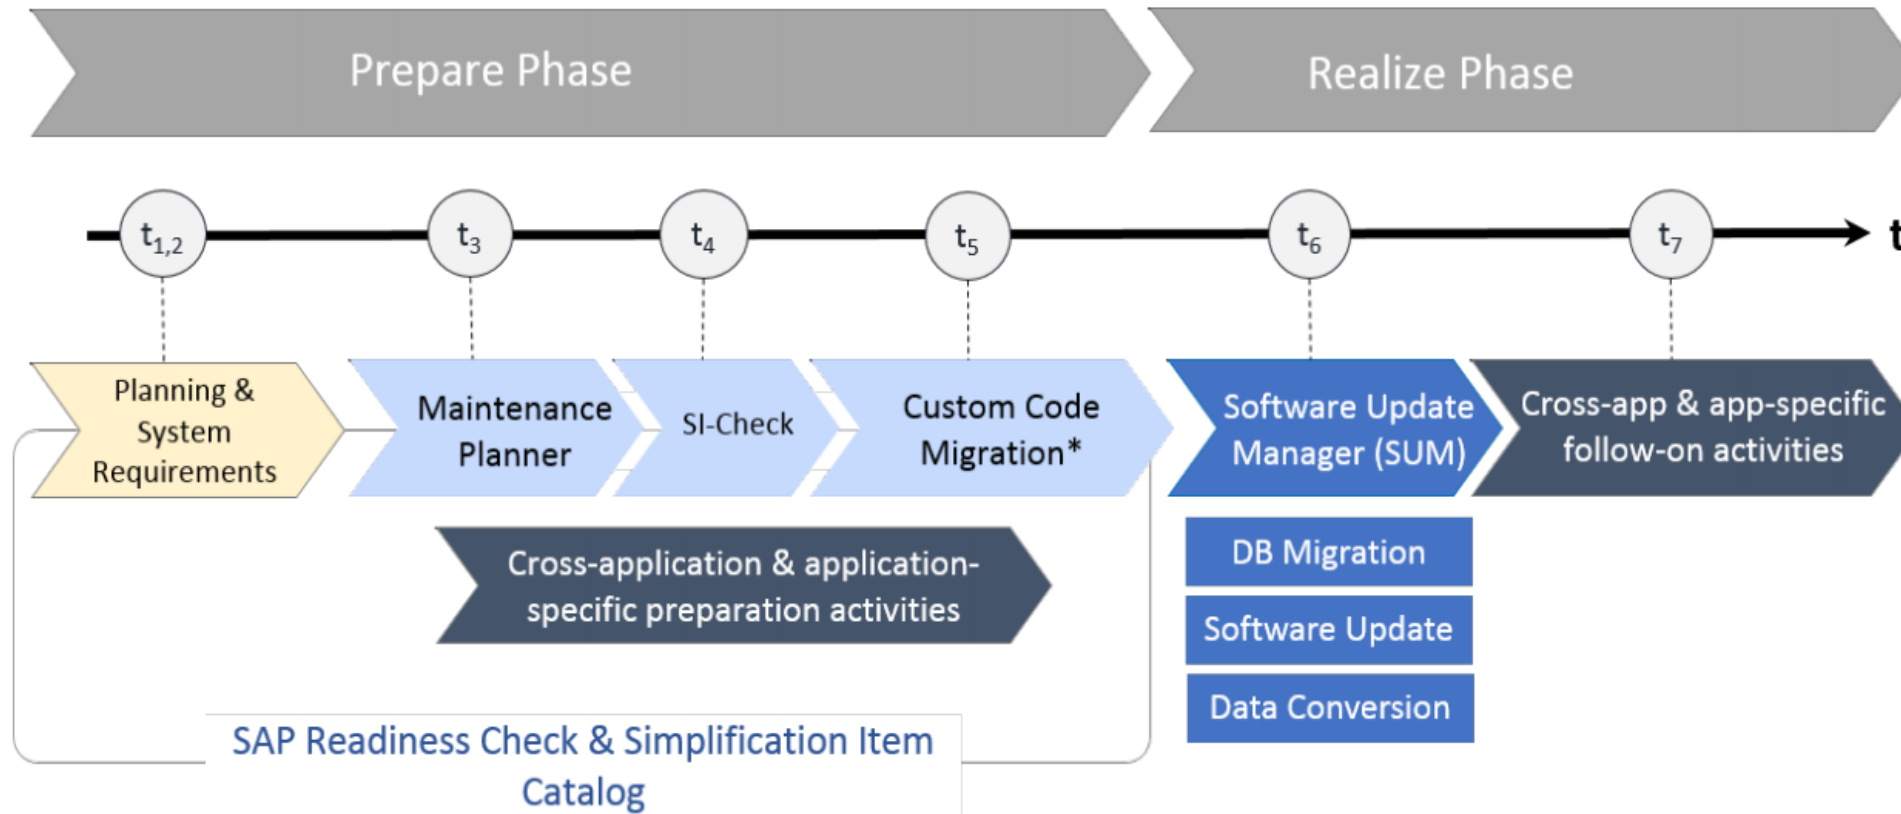 Prepare Phase
Realize Phase
t1,2
t3
t4
t5
t6
t7
t
Planning &
System
Requirements
Maintenance
Planner
SI-Check
Custom Code
Migration*
Software Update
Manager (SUM)
Cross-app & app-specific
follow-on activities
Cross-application & application-
specific preparation activities
DB Migration
Software Update
Data Conversion
SAP Readiness Check & Simplification Item
Catalog